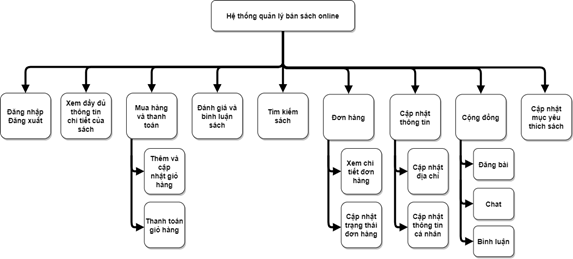 Hệ thống quản lý bán sách online
Đăng nhập
Đăng xuất
Xem đầy đủ
thông tin
chi tiết của
sách
Mua hàng
và thanh
toán
Đánh giá và
bình luận
sách
Tìm kiếm
sách
Đơn hàng
Cập nhật
thông tin
Cộng đồng
Cập nhật
mục yêu
thích sách
Thêm và
cập
nhật giỏ
hàng
Thanh toán
giỏ hàng
Xem chi
tiết đơn
hàng
Cập nhật
trạng thái
đơn hàng
Cập nhật
địa chỉ
Cập nhật
thông tin
cá nhân
Đăng bài
Chat
Bình luận